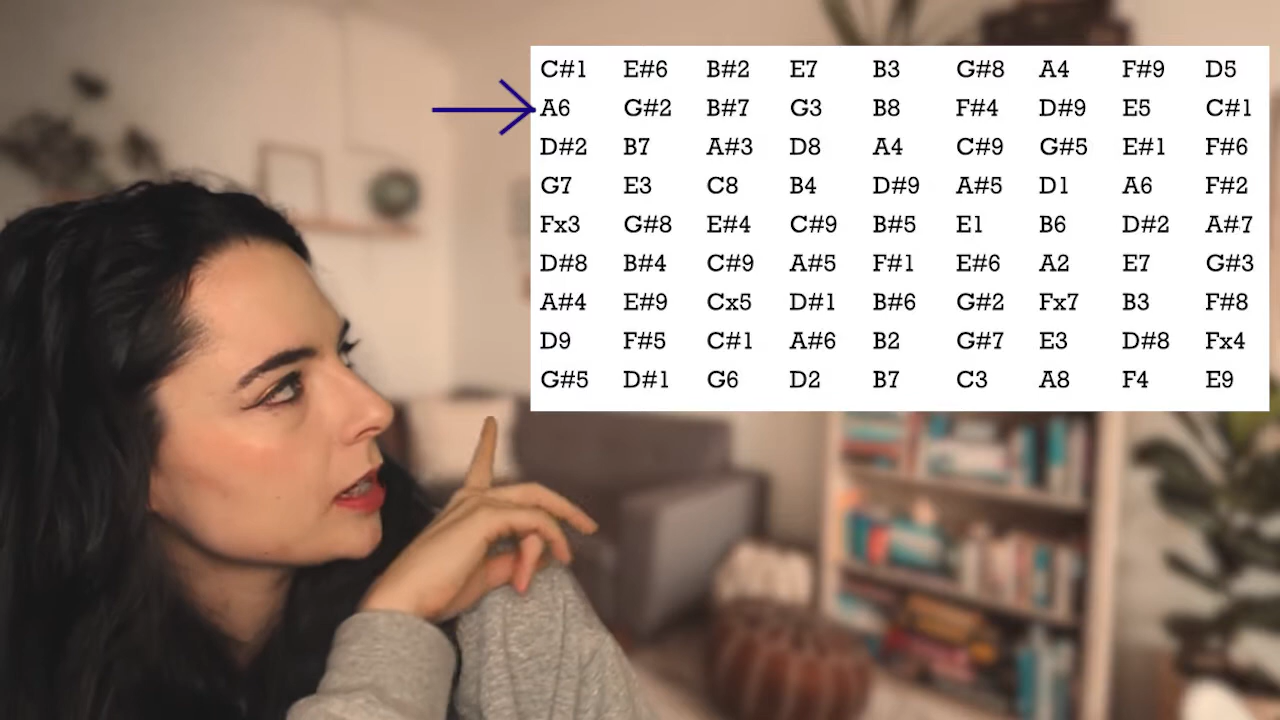 C#1 E#6 B#2 E7 B3 G#8 A4 F#9 D5
A6 G#2 B#7 G3 B8 F#4 D#9 E5 C#1
D#2 B7 A#3 D8 A4 C#9 G#5 E#1 F#6
G7 E3 C8 B4 D#9 A#5 D1 A6 F#2
Fx3 G#8 E#4 C#9 B#5 E1 B6 D#2 A#7
D#8 B#4 C#9 A#5 F#1 E#6 A2 E7 G#3
A#4 E#9 Cx5 D#1 B#6 G#2 Fx7 B3 F#8
D9 F#5 C#1 A#6 B2 G#7 E3 D#8 Fx4
G#5 D#1 G6 D2 B7 C3 A8 F4 E9